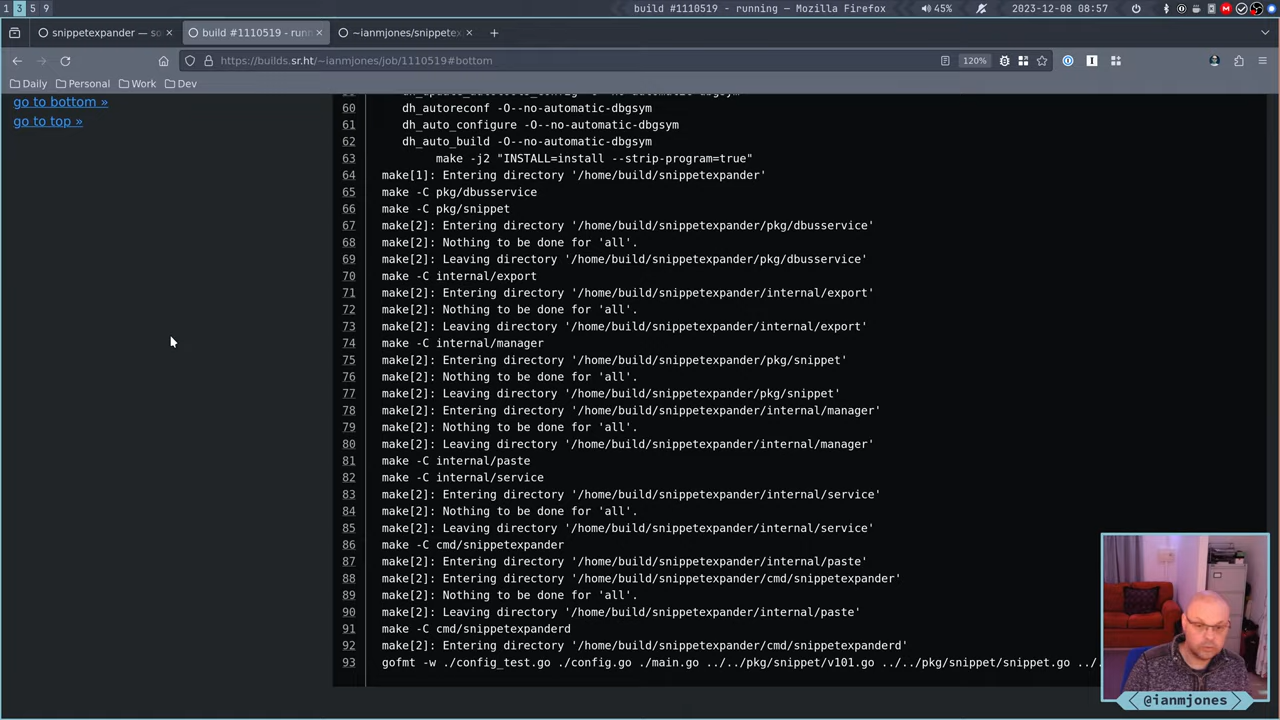 1 3 5 9
build #1110519 - running — Mozilla Firefox
45%
2023-12-08 08:57
snippetexpander — so
build #1110519 - run
~ianmjones/snippetex
https://builds.sr.ht/~ianmjones/job/1110519#bottom
120%
Daily Personal Work Dev
go to bottom »
go to top »
60 dh_autoreconf -O--no-automatic-dbgsym
61 dh_auto_configure -O--no-automatic-dbgsym
62 dh_auto_build -O--no-automatic-dbgsym
63 make -j2 "INSTALL=install --strip-program=true"
64 make[1]: Entering directory '/home/build/snippetexpander'
65 make -C pkg/dbusservice
66 make -C pkg/snippet
67 make[2]: Entering directory '/home/build/snippetexpander/pkg/dbusservice'
68 make[2]: Nothing to be done for 'all'.
69 make[2]: Leaving directory '/home/build/snippetexpander/pkg/dbusservice'
70 make -C internal/export
71 make[2]: Entering directory '/home/build/snippetexpander/internal/export'
72 make[2]: Nothing to be done for 'all'.
73 make[2]: Leaving directory '/home/build/snippetexpander/internal/export'
74 make -C internal/manager
75 make[2]: Entering directory '/home/build/snippetexpander/pkg/snippet'
76 make[2]: Nothing to be done for 'all'.
77 make[2]: Leaving directory '/home/build/snippetexpander/pkg/snippet'
78 make[2]: Entering directory '/home/build/snippetexpander/internal/manager'
79 make[2]: Nothing to be done for 'all'.
80 make[2]: Leaving directory '/home/build/snippetexpander/internal/manager'
81 make -C internal/paste
82 make -C internal/service
83 make[2]: Entering directory '/home/build/snippetexpander/internal/service'
84 make[2]: Nothing to be done for 'all'.
85 make[2]: Leaving directory '/home/build/snippetexpander/internal/service'
86 make -C cmd/snippetexpander
87 make[2]: Entering directory '/home/build/snippetexpander/internal/paste'
88 make[2]: Entering directory '/home/build/snippetexpander/cmd/snippetexpander'
89 make[2]: Nothing to be done for 'all'.
90 make[2]: Leaving directory '/home/build/snippetexpander/internal/paste'
91 make -C cmd/snippetexpanderd
92 make[2]: Entering directory '/home/build/snippetexpander/cmd/snippetexpanderd'
93 gofmt -w ./config_test.go ./config.go ./main.go ../../pkg/snippet/v101.go ../../pkg/snippet/snippet.go ../.
@ianmjones